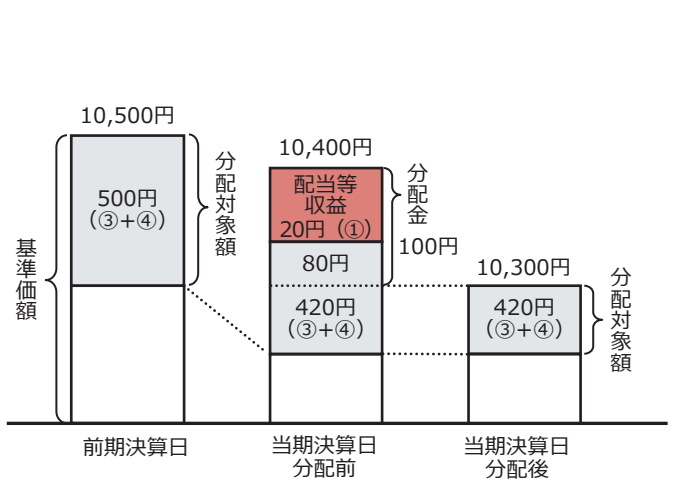 10,500円
500円
（③＋④）
分配対象額
基準価額
10,400円
配当等
収益
20円（①）
80円
420円
（③＋④）
分配金
100円
10,300円
420円
（③＋④）
分配対象額
前期決算日
当期決算日
分配前
当期決算日
分配後